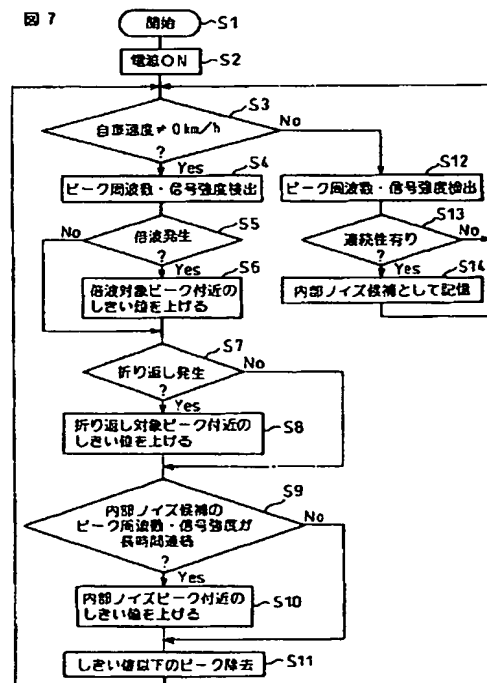 図 7
開始
S1
電源ON
S2
S3
自車速度≠0km/h
?
No
Yes
S4
ピーク周波数・信号強度検出
S12
ピーク周波数・信号強度検出
S5
倍波発生
?
No
Yes
S6
倍波対象ピーク付近の
しきい値を上げる
S13
連続性有り
?
No
Yes
S14
内部ノイズ候補として記憶
S7
折り返し発生
?
No
Yes
折り返し対象ピーク付近の
しきい値を上げる
S8
S9
内部ノイズ候補の
ピーク周波数・信号強度が
長時間連続
?
No
Yes
内部ノイズピーク付近の
しきい値を上げる
S10
しきい値以下のピーク除去
S11